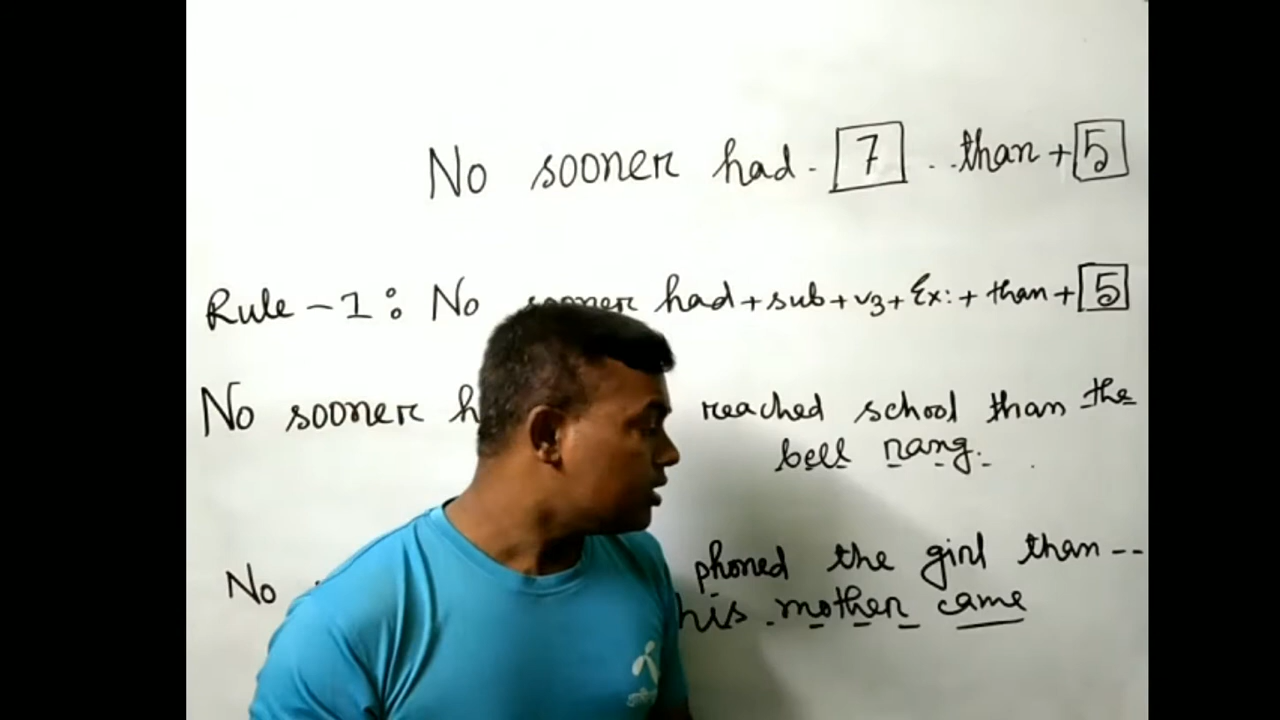 No sooner had - 7 .. than + 5
Rule - 1 : No sooner had + sub + v3 + Ex: + than + 5
No sooner h reached school than the
bell rang.
No phoned the girl than --
his mother came